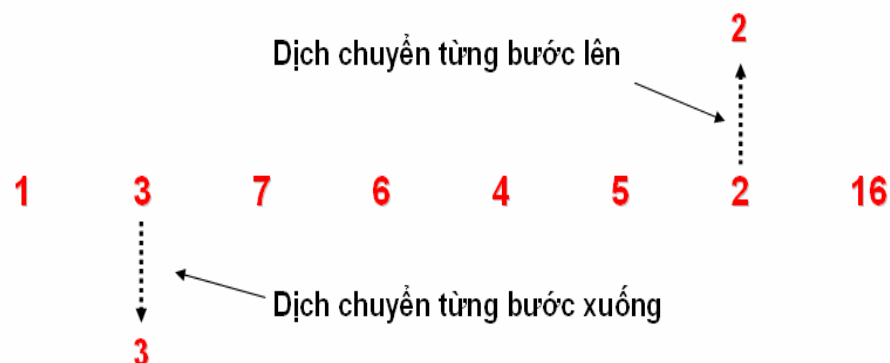 2
Dịch chuyển từng bước lên
1 3 7 6 4 5 2 16
Dịch chuyển từng bước xuống
3